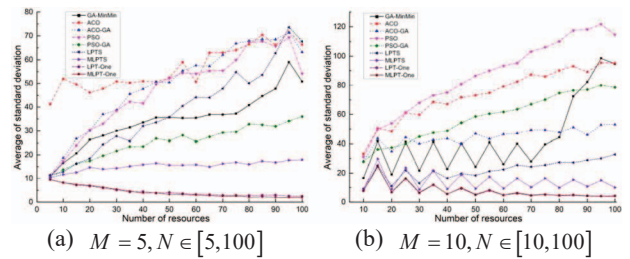 80
70
60
50
40
30
20
10
0
Average of standard deviation
GA-MinMin
ACO
ACO-GA
PSO
PSO-GA
LPTS
MLPTS
LPT-One
MLPT-One
0 10 20 30 40 50 60 70 80 90 100
Number of resources
(a) M = 5, N ∈ [5,100]
120
100
80
60
40
20
0
Average of standard deviation
GA-MinMin
ACO
ACO-GA
PSO
PSO-GA
LPTS
MLPTS
LPT-One
MLPT-One
10 20 30 40 50 60 70 80 90 100
Number of resources
(b) M = 10, N ∈ [10,100]